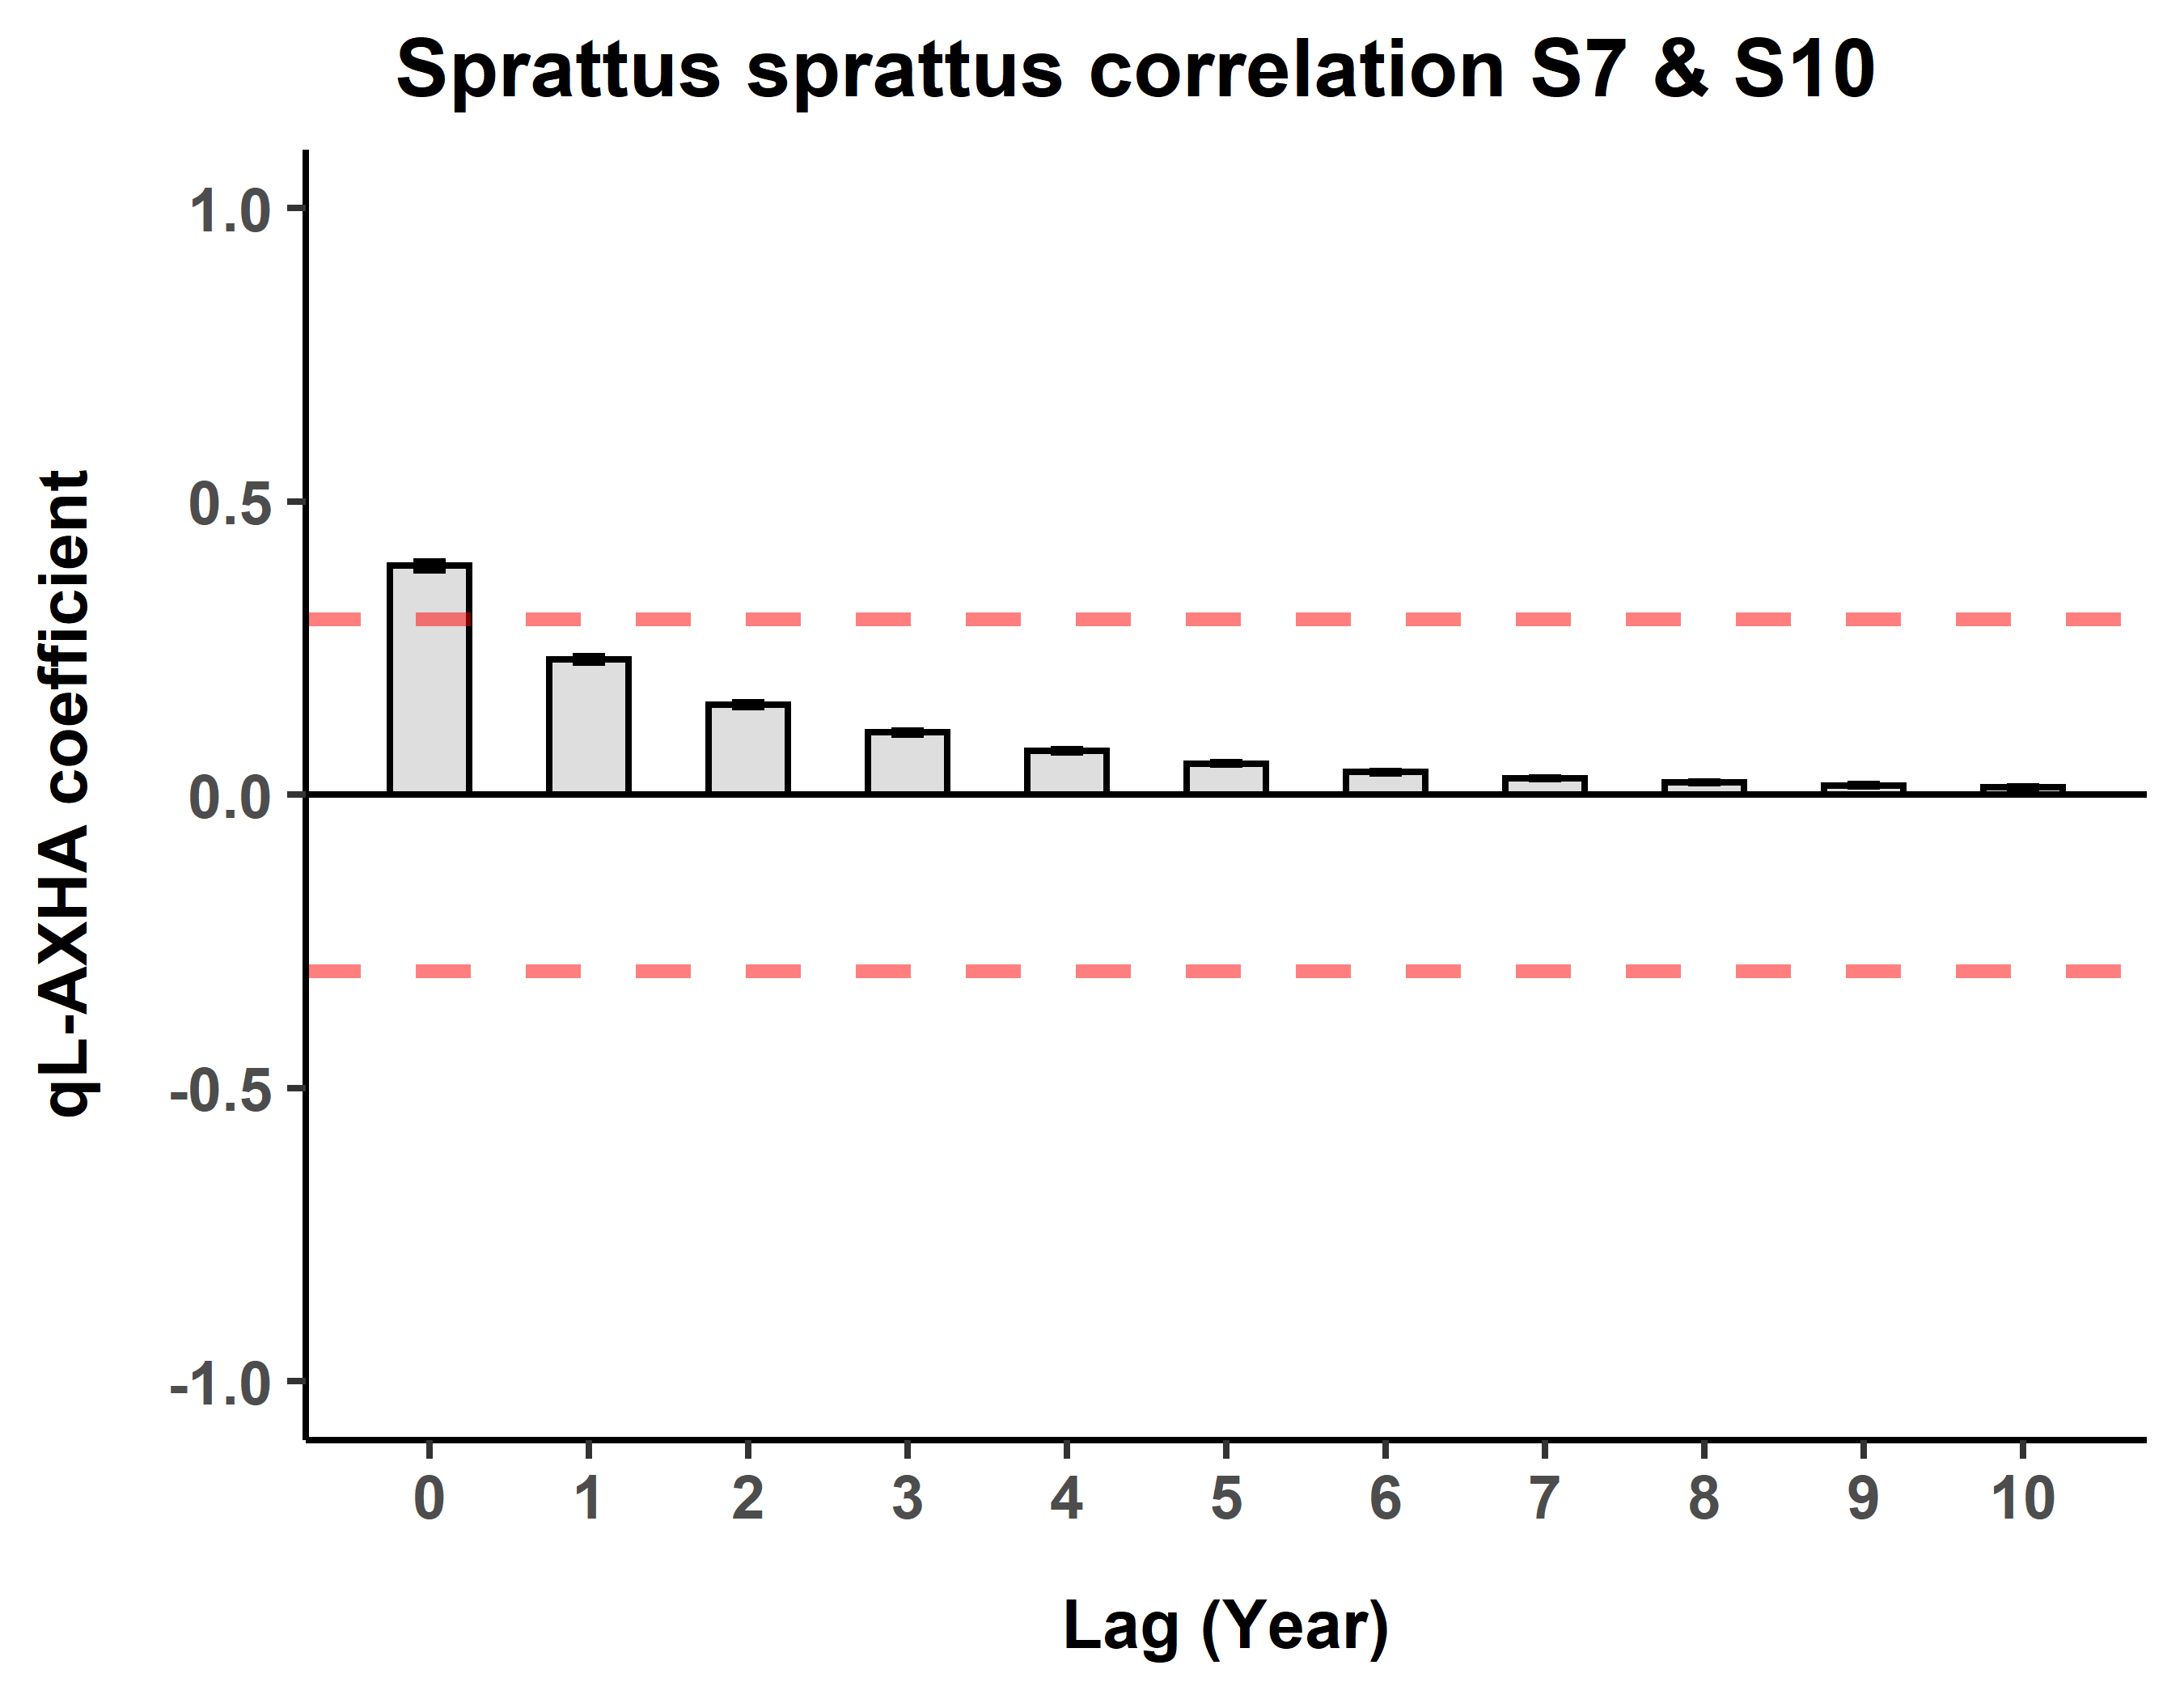 Sprattus sprattus correlation S7 & S10
qL-AXHA coefficient
1.0
0.5
0.0
-0.5
-1.0
0 1 2 3 4 5 6 7 8 9 10
Lag (Year)